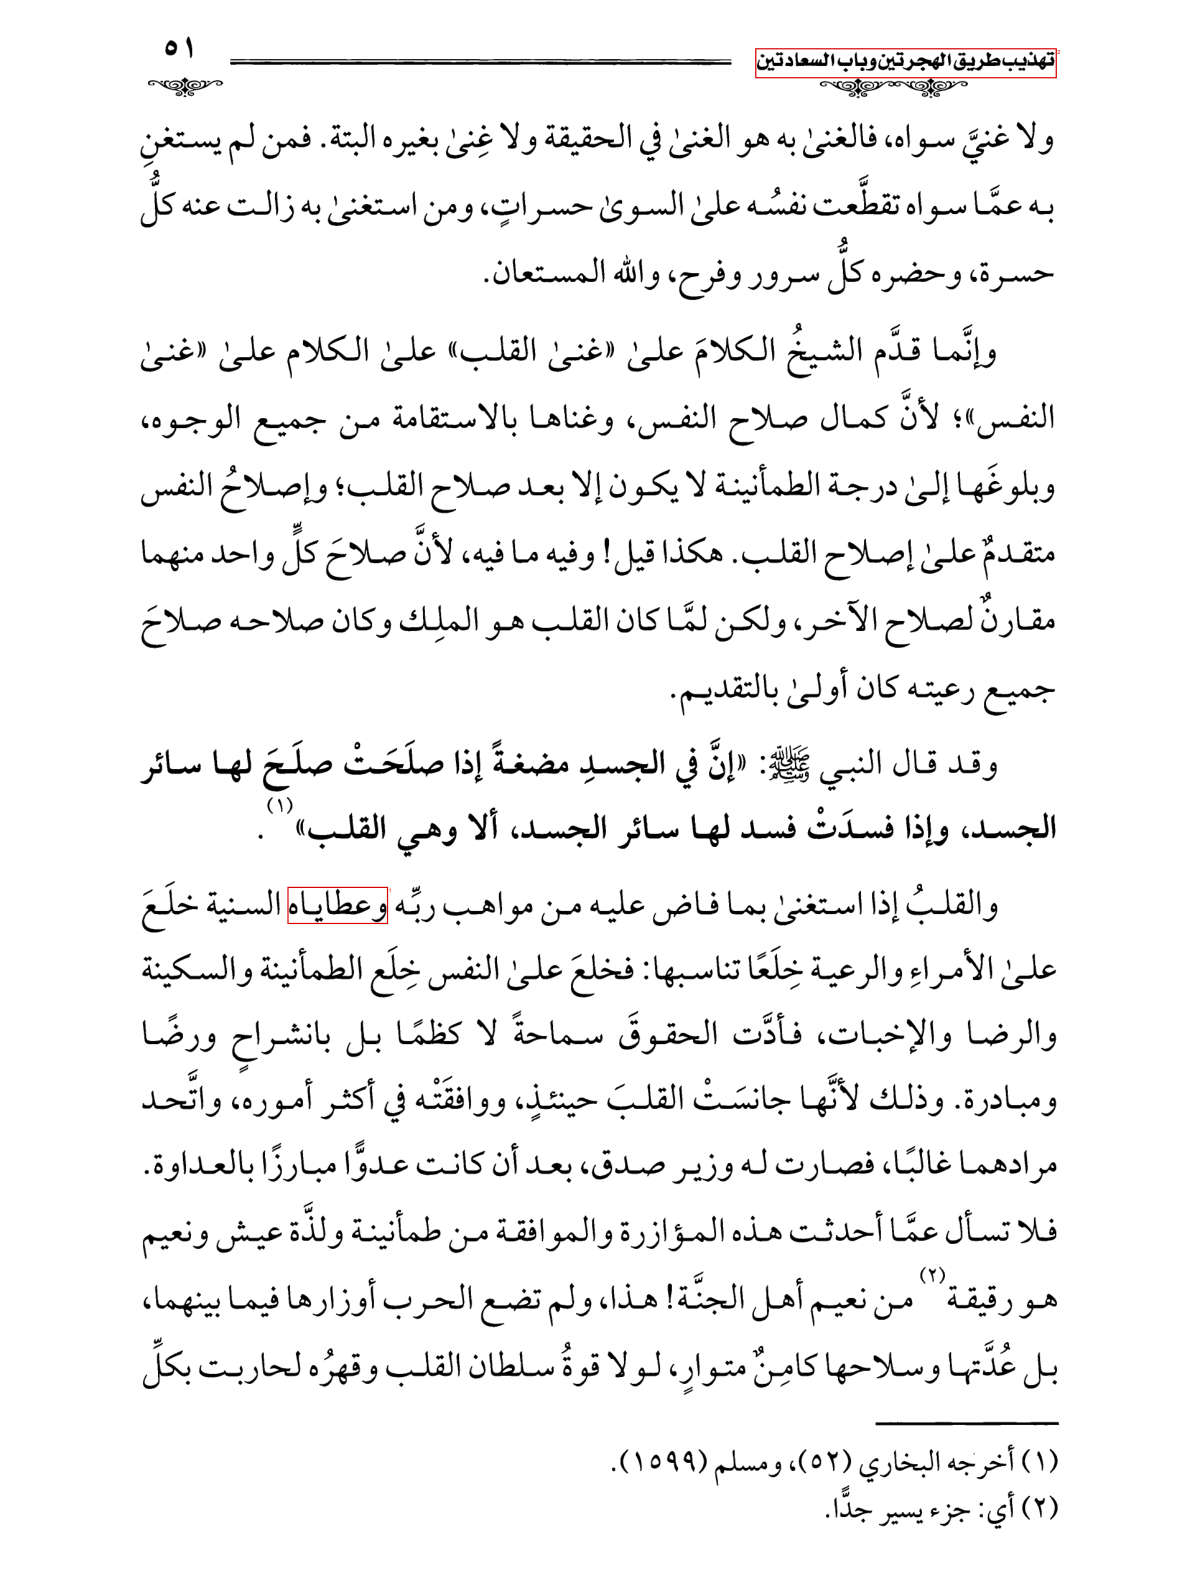 تهذيب طريق الهجرتين وباب السعادتين
٥١
ولا غنيَّ سواه، فالغنىٰ به هو الغنىٰ في الحقيقة ولا غِنىٰ بغيره البتة. فمن لم يستغنِ
به عمَّا سواه تقطَّعت نفسُه علىٰ السوىٰ حسراتٍ، ومن استغنىٰ به زالت عنه كلُّ
حسرة، وحضره كلُّ سرور وفرح، والله المستعان.
وإنَّما قدَّم الشيخُ الكلامَ علىٰ «غنىٰ القلب» علىٰ الكلام علىٰ «غنىٰ
النفس»؛ لأنَّ كمال صلاح النفس، وغناها بالاستقامة من جميع الوجوه،
وبلوغَها إلىٰ درجة الطمأنينة لا يكون إلا بعد صلاح القلب؛ وإصلاحُ النفس
متقدمٌ علىٰ إصلاح القلب. هكذا قيل! وفيه ما فيه، لأنَّ صلاحَ كلٍّ واحد منهما
مقارنٌ لصلاح الآخر، ولكن لمَّا كان القلب هو الملِك وكان صلاحه صلاحَ
جميع رعيته كان أولىٰ بالتقديم.
وقد قال النبي ﷺ: «إنَّ في الجسدِ مضغةً إذا صلَحَتْ صلَحَ لها سائر
الجسد، وإذا فسدَتْ فسد لها سائر الجسد، ألا وهي القلب»(١).
والقلبُ إذا استغنىٰ بما فاض عليه من مواهب ربِّه وعطاياه السنية خلَعَ
علىٰ الأمراءِ والرعية خِلَعًا تناسبها: فخلعَ علىٰ النفس خِلَع الطمأنينة والسكينة
والرضا والإخبات، فأدَّت الحقوقَ سماحةً لا كظمًا بل بانشراحٍ ورضًا
ومبادرة. وذلك لأنَّها جانسَتْ القلبَ حينئذٍ، ووافقَتْه في أكثر أموره، واتَّحد
مرادهما غالبًا، فصارت له وزير صدق، بعد أن كانت عدوًّا مبارزًا بالعداوة.
فلا تسأل عمَّا أحدثت هذه المؤازرة والموافقة من طمأنينة ولذَّة عيش ونعيم
هو رقيقة(٢) من نعيم أهل الجنَّة! هذا، ولم تضع الحرب أوزارها فيما بينهما،
بل عُدَّتها وسلاحها كامِنٌ متوارٍ، لولا قوةُ سلطان القلب وقهرُه لحاربت بكلِّ
(١) أخرجه البخاري (٥٢)، ومسلم (١٥٩٩).
(٢) أي: جزء يسير جدًّا.